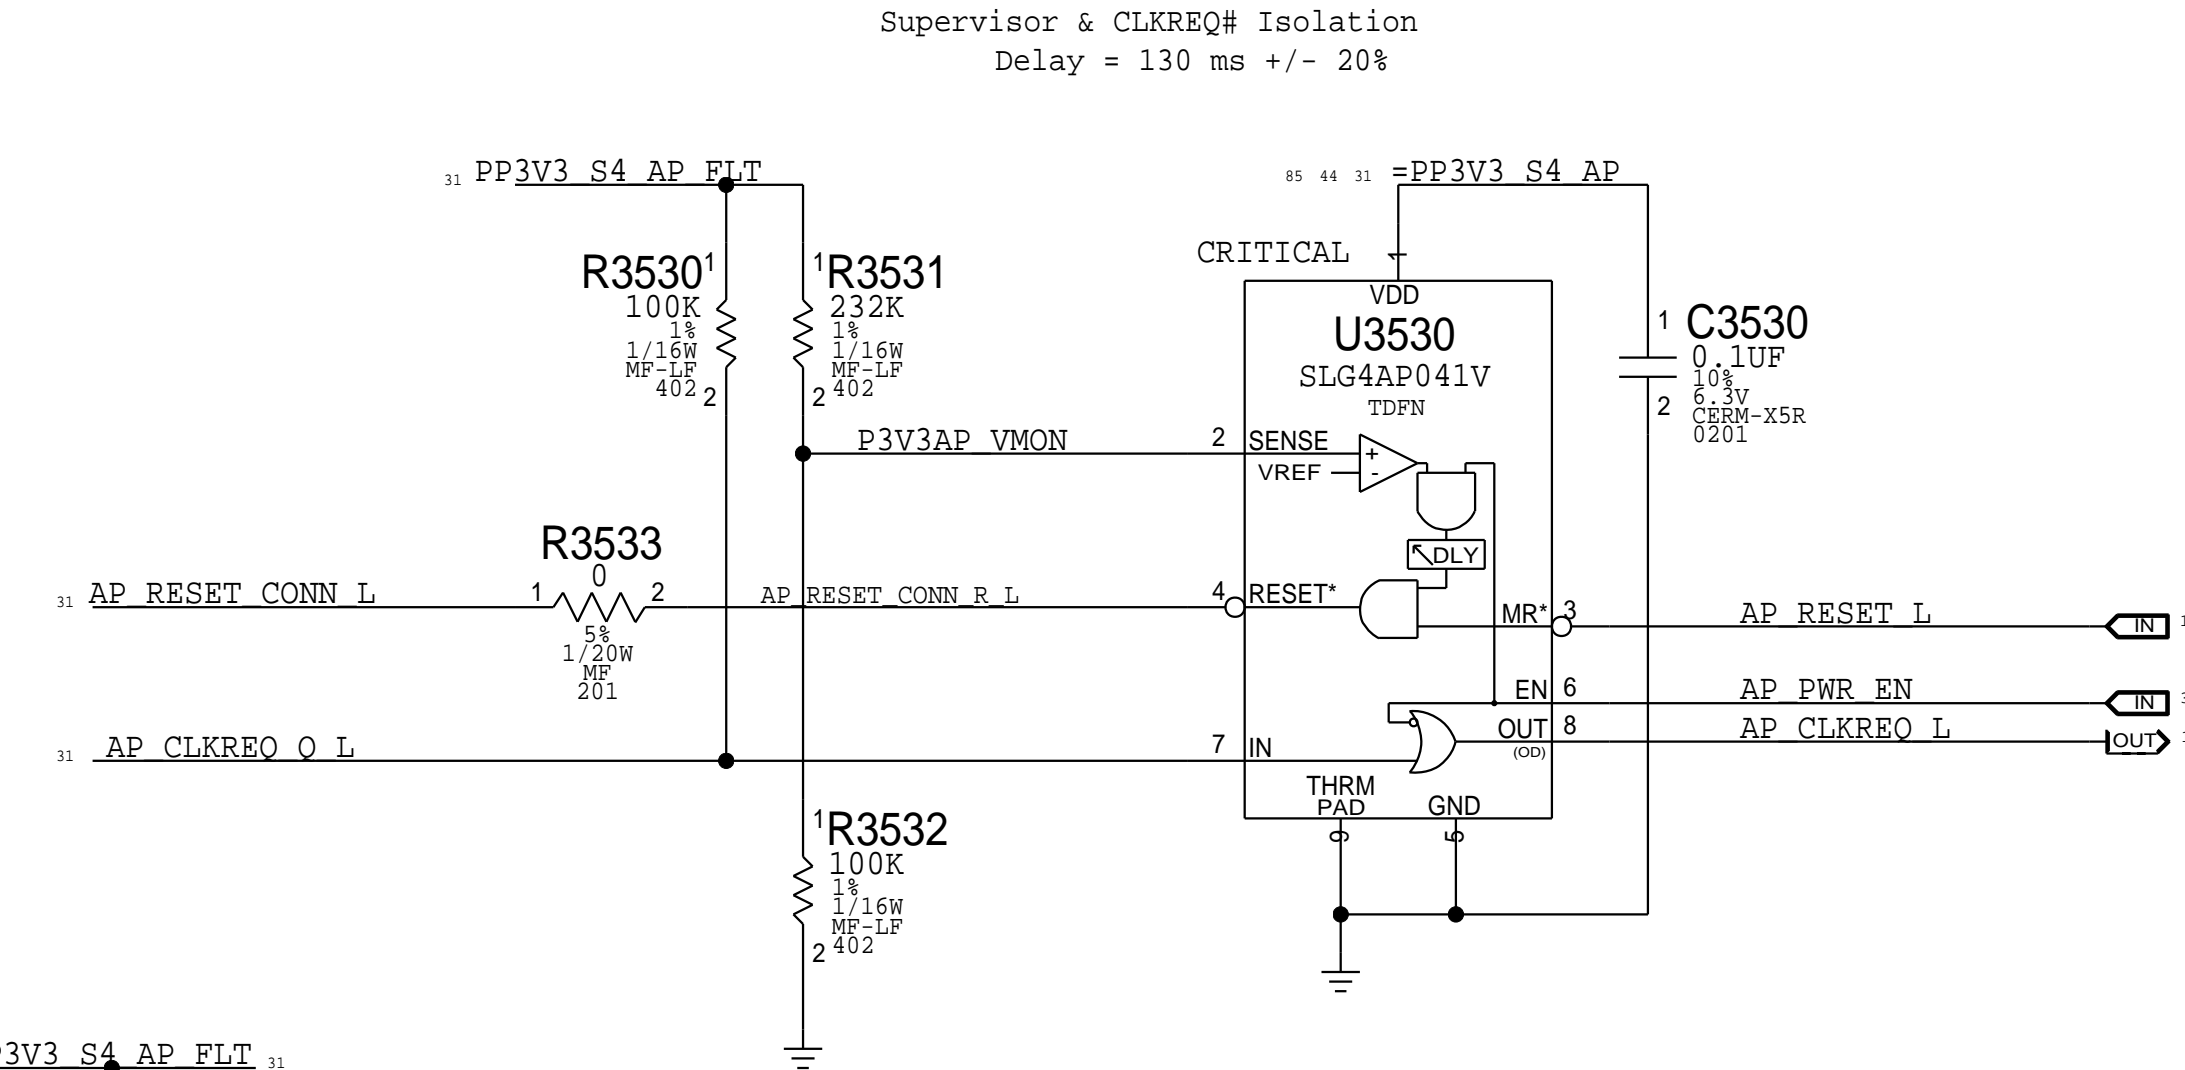 Supervisor & CLKREQ# Isolation
Delay = 130 ms +/- 20%
31 PP3V3_S4_AP_FLT
85 44 31 =PP3V3_S4_AP
CRITICAL
1
VDD
U3530
SLG4AP041V
TDFN
R3530
1
100K
1%
1/16W
MF-LF
402
2
1
R3531
232K
1%
1/16W
MF-LF
402
2
1
C3530
0.1UF
10%
6.3V
CERM-X5R
0201
2
P3V3AP_VMON
2
SENSE
VREF
+
-
DLY
R3533
0
1
2
5%
1/20W
MF
201
31 AP_RESET_CONN_L
AP_RESET_CONN_R_L
4
RESET*
MR*
3
AP_RESET_L
IN
EN
6
AP_PWR_EN
IN
OUT
(OD)
8
AP_CLKREQ_L
OUT
31 AP_CLKREQ_Q_L
7
IN
THRM
PAD
GND
9
5
1
R3532
100K
1%
1/16W
MF-LF
402
2
P3V3_S4_AP_FLT 31